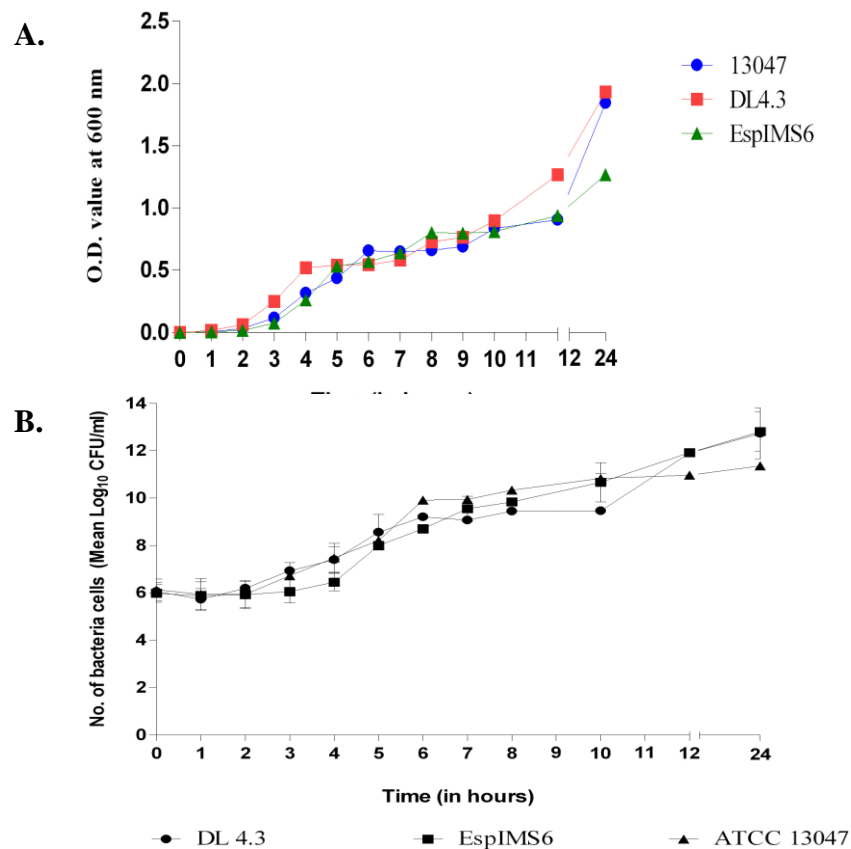 A.
O.D. value at 600 nm
2.5
2.0
1.5
1.0
0.5
0.0
0 1 2 3 4 5 6 7 8 9 10 11 12 24
13047
DL4.3
EspIMS6
B.
No. of bacteria cells (Mean Log10 CFU/ml)
14
12
10
8
6
4
2
0
0 1 2 3 4 5 6 7 8 10 11 12 24
Time (in hours)
DL 4.3 EspIMS6 ATCC 13047